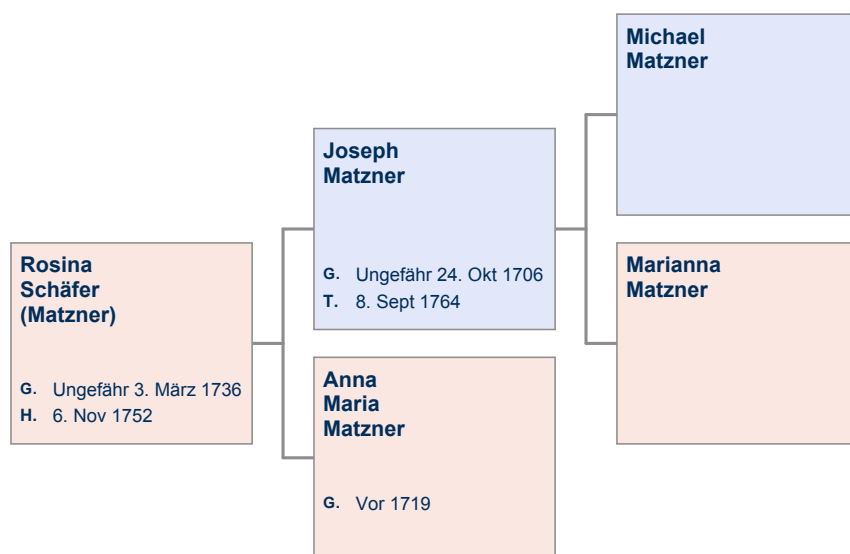 Michael
Matzner
Joseph
Matzner
G. Ungefähr 24. Okt 1706
T. 8. Sept 1764
Rosina
Schäfer
(Matzner)
G. Ungefähr 3. März 1736
H. 6. Nov 1752
Marianna
Matzner
Anna
Maria
Matzner
G. Vor 1719